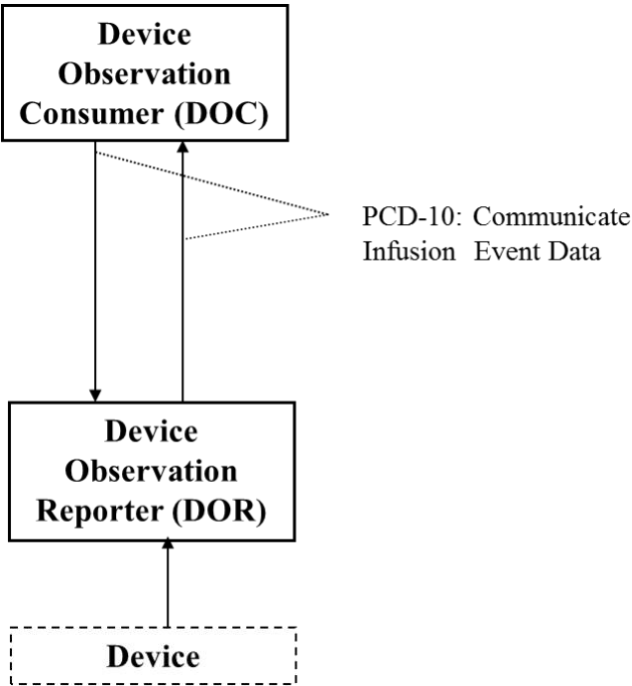 Device
Observation
Consumer (DOC)
PCD-10: Communicate
Infusion Event Data
Device
Observation
Reporter (DOR)
Device